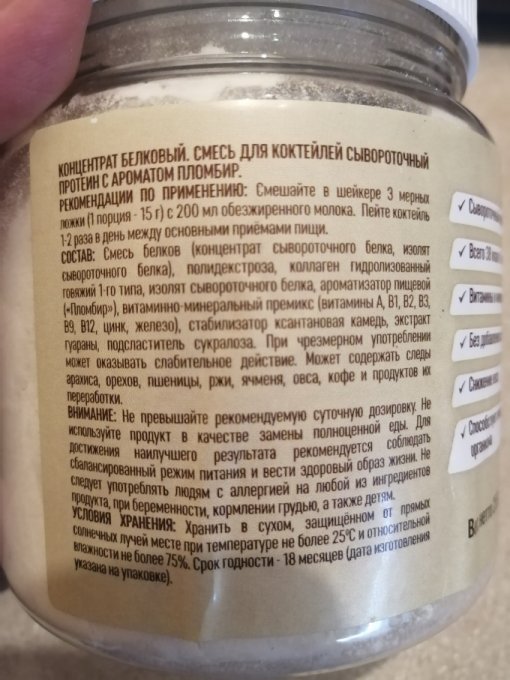 КОНЦЕНТРАТ БЕЛКОВЫЙ. СМЕСЬ ДЛЯ КОКТЕЙЛЕЙ СЫВОРОТОЧНЫЙ
ПРОТЕИН С АРОМАТОМ ПЛОМБИР.
РЕКОМЕНДАЦИИ ПО ПРИМЕНЕНИЮ: Смешайте в шейкере 3 мерных
ложки (1 порция - 15 г) с 200 мл обезжиренного молока. Пейте коктейль
1-2 раза в день между основными приёмами пищи.
СОСТАВ: Смесь белков (концентрат сывороточного белка, изолят
сывороточного белка), полидекстроза, коллаген гидролизованный
говяжий 1-го типа, изолят сывороточного белка, ароматизатор пищевой
(«Пломбир»), витаминно-минеральный премикс (витамины А, В1, В2, В3,
В9, В12, цинк, железо), стабилизатор ксантановая камедь, экстракт
гуараны, подсластитель сукралоза. При чрезмерном употреблении
может оказывать слабительное действие. Может содержать следы
арахиса, орехов, пшеницы, ржи, ячменя, овса, кофе и продуктов их
переработки.
ВНИМАНИЕ: Не превышайте рекомендуемую суточную дозировку. Не
используйте продукт в качестве замены полноценной еды. Для
достижения наилучшего результата рекомендуется соблюдать
сбалансированный режим питания и вести здоровый образ жизни. Не
следует употреблять людям с аллергией на любой из ингредиентов
продукта, при беременности, кормлении грудью, а также детям.
УСЛОВИЯ ХРАНЕНИЯ: Хранить в сухом, защищённом от прямых
солнечных лучей месте при температуре не более 25°С и относительной
влажности не более 75%. Срок годности - 18 месяцев (дата изготовления
указана на упаковке).
✓ Всего 38
✓ Витамины и
✓ Без
✓ Снижение